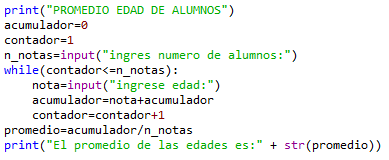 print("PROMEDIO EDAD DE ALUMNOS")
acumulador=0
contador=1
n_notas=input("ingres numero de alumnos:")
while(contador<=n_notas):
    nota=input("ingrese edad:")
    acumulador=nota+acumulador
    contador=contador+1
promedio=acumulador/n_notas
print("El promedio de las edades es:" + str(promedio))